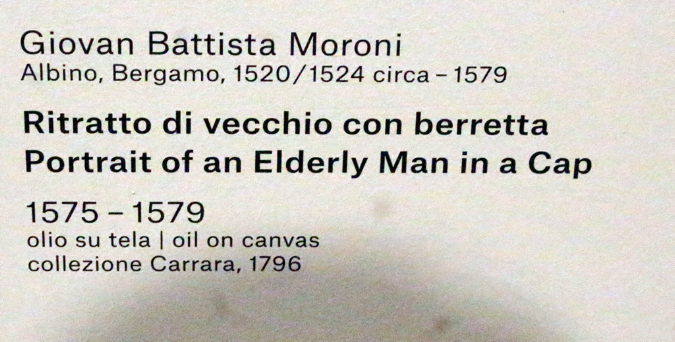 Giovan Battista Moroni
Albino, Bergamo, 1520/1524 circa – 1579
Ritratto di vecchio con berretta
Portrait of an Elderly Man in a Cap
1575 – 1579
olio su tela | oil on canvas
collezione Carrara, 1796